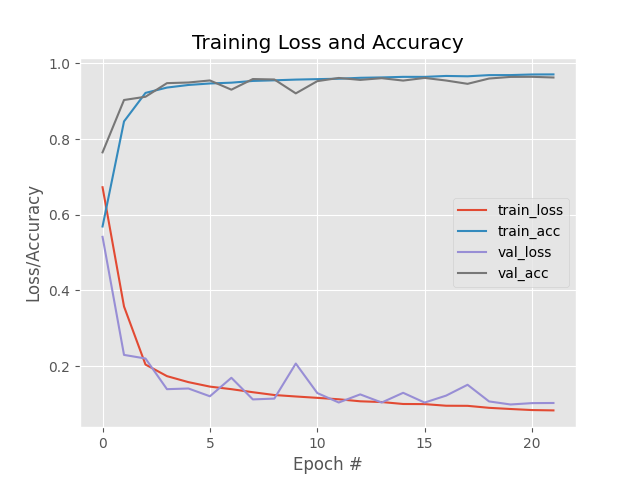 Training Loss and Accuracy
1.0
0.8
0.6
0.4
0.2
Loss/Accuracy
train_loss
train_acc
val_loss
val_acc
0
5
10
15
20
Epoch #